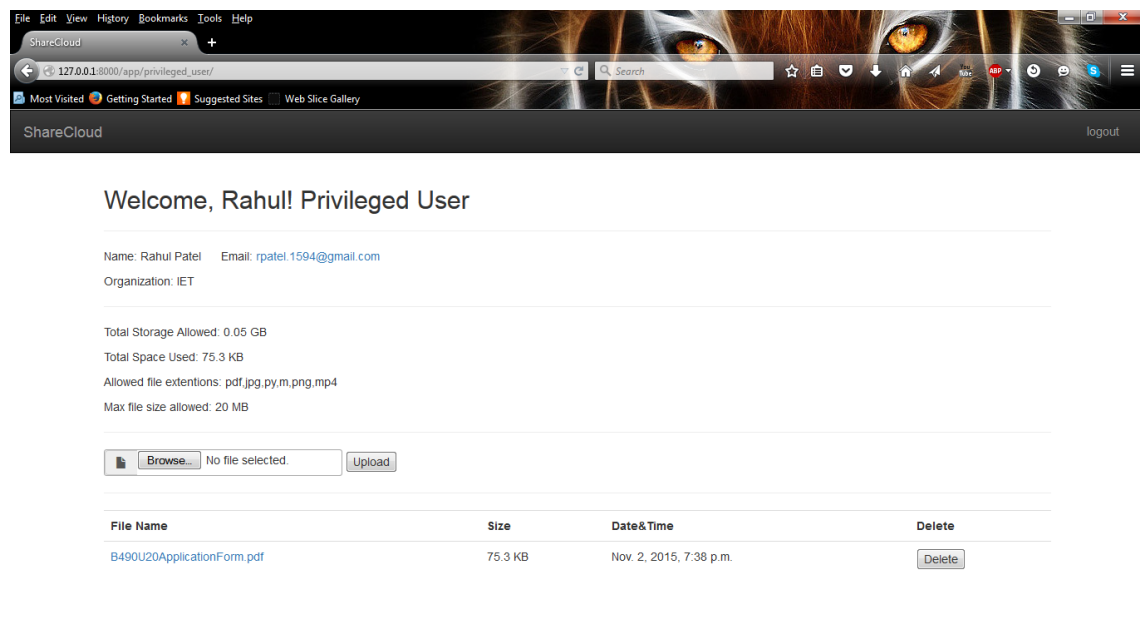 File Edit View History Bookmarks Tools Help
ShareCloud × +
127.0.0.1:8000/app/privileged_user/ Search You Tube ABP S
Most Visited Getting Started Suggested Sites Web Slice Gallery
ShareCloud logout
Welcome, Rahul! Privileged User
Name: Rahul Patel Email: rpatel.1594@gmail.com
Organization: IET
Total Storage Allowed: 0.05 GB
Total Space Used: 75.3 KB
Allowed file extentions: pdf,jpg,py,m,png,mp4
Max file size allowed: 20 MB
Browse... No file selected. Upload
File Name Size Date&Time Delete
B490U20ApplicationForm.pdf 75.3 KB Nov. 2, 2015, 7:38 p.m. Delete